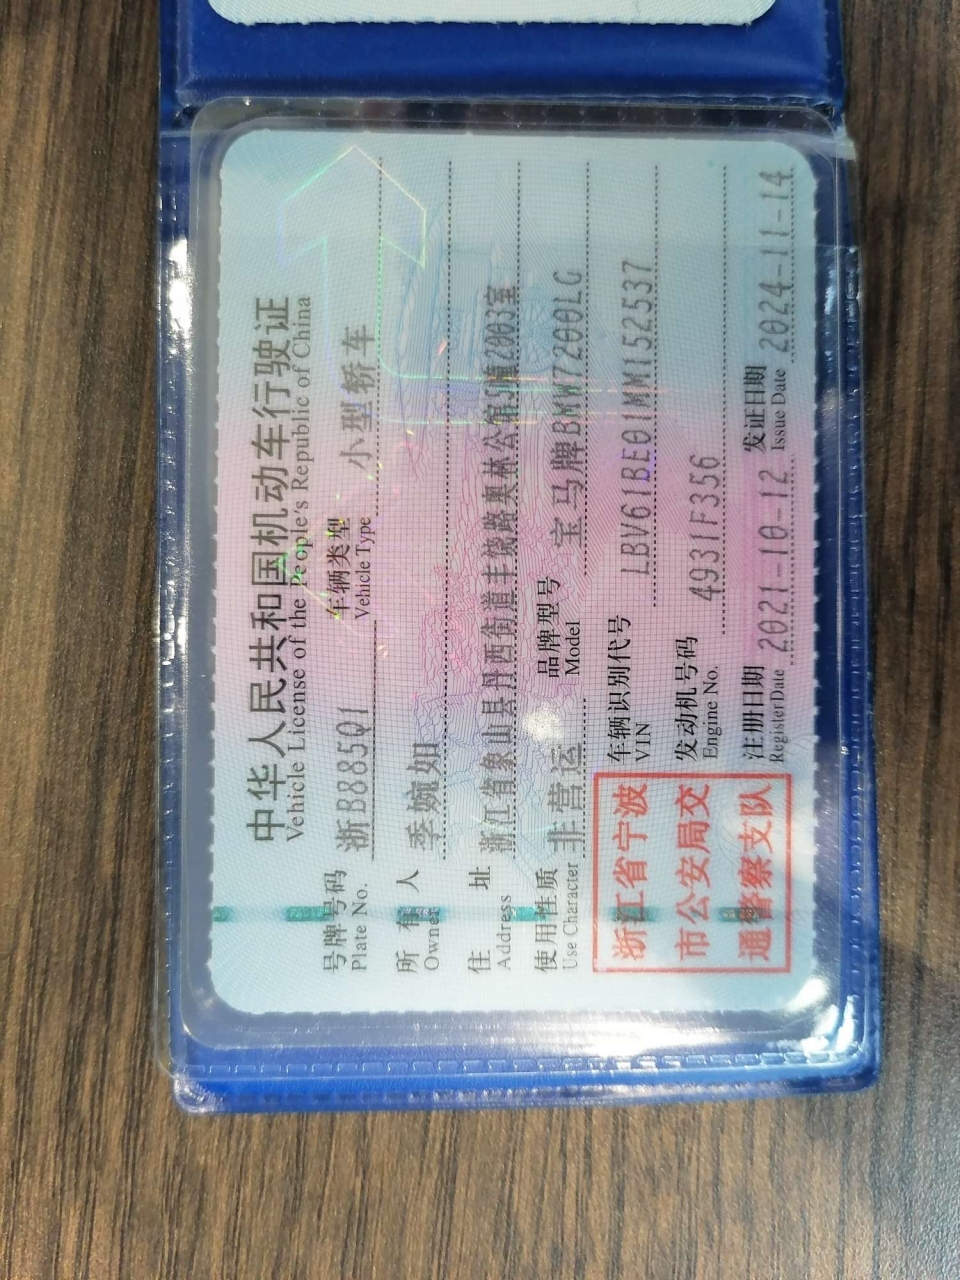 中华人民共和国机动车行驶证
Vehicle License of the People's Republic of China
号牌号码 浙B885Q1 车辆类型 小型轿车
Plate No. Vehicle Type
所有人 季婉如
Owner
住址 浙江省象山县丹西街道丰饶路奥林公馆5幢2003室
Address
使用性质 非营运 品牌型号 宝马牌BMW7200LG
Use Character Model
浙江省宁波
市公安局交
通警察支队
车辆识别代号 LBV61BE01MM152537
VIN
发动机号码 4931F356
Engine No.
注册日期 2021-10-12 发证日期 2024-11-14
Register Date Issue Date